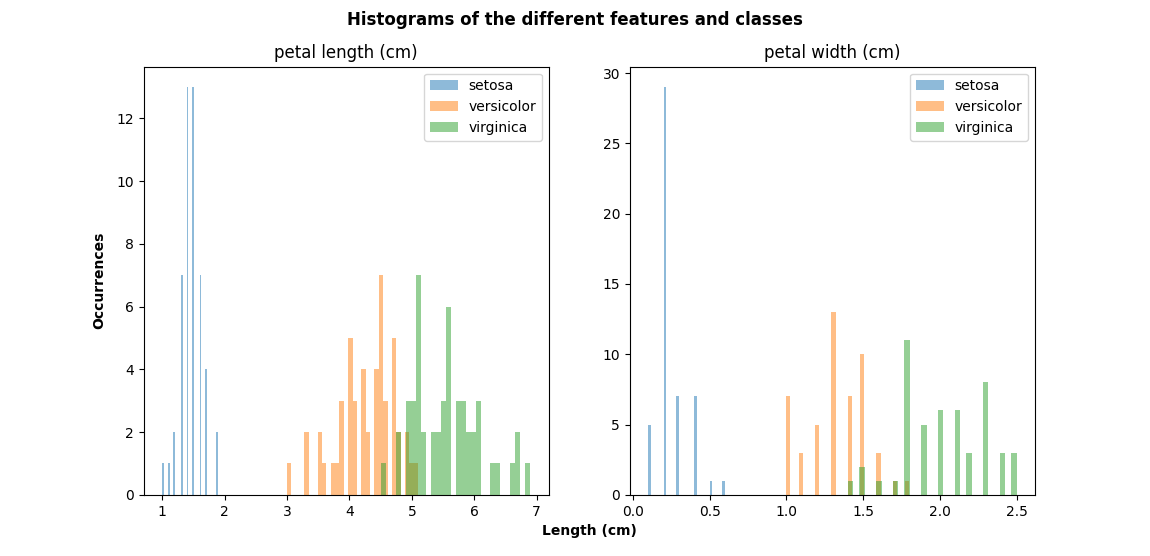 Histograms of the different features and classes
petal length (cm)
setosa
versicolor
virginica
12
10
8
6
4
2
0
Occurrences
1 2 3 4 5 6 7
petal width (cm)
setosa
versicolor
virginica
30
25
20
15
10
5
0
0.0 0.5 1.0 1.5 2.0 2.5
Length (cm)